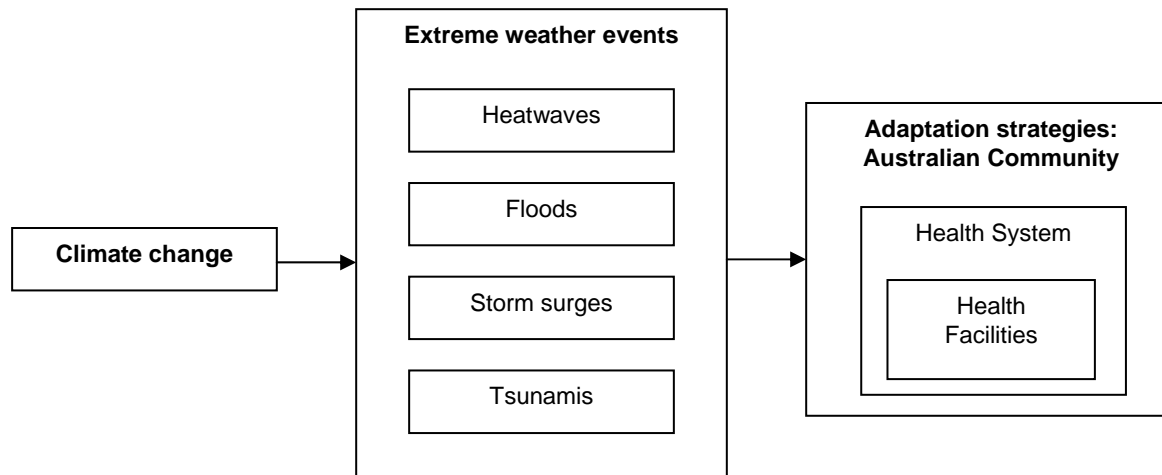 Climate change
Extreme weather events
Heatwaves
Floods
Storm surges
Tsunamis
Adaptation strategies:
Australian Community
Health System
Health
Facilities